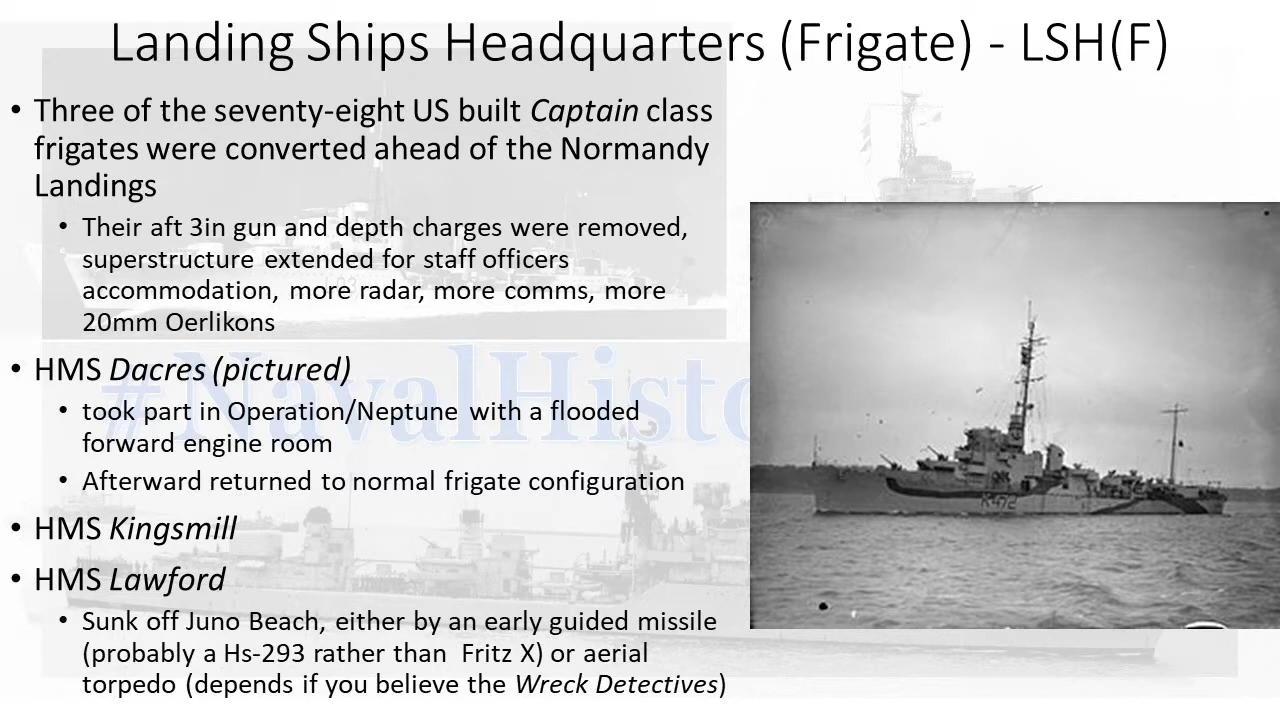 Landing Ships Headquarters (Frigate) - LSH(F)
• Three of the seventy-eight US built Captain class
frigates were converted ahead of the Normandy
Landings
• Their aft 3in gun and depth charges were removed,
superstructure extended for staff officers
accommodation, more radar, more comms, more
20mm Oerlikons
• HMS Dacres (pictured)
• took part in Operation/Neptune with a flooded
forward engine room
• Afterward returned to normal frigate configuration
• HMS Kingsmill
• HMS Lawford
• Sunk off Juno Beach, either by an early guided missile
(probably a Hs-293 rather than Fritz X) or aerial
torpedo (depends if you believe the Wreck Detectives)
#NavalHisto
K472